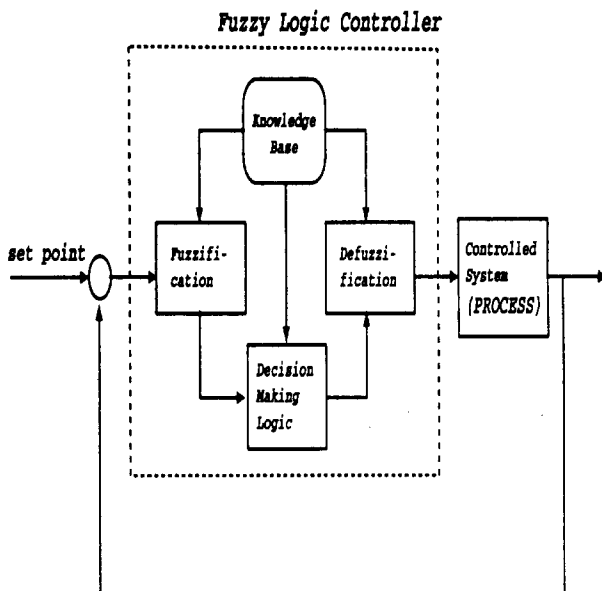 Fuzzy Logic Controller
Knowledge
Base
set point
Fuzzifi-
cation
Defuzzi-
fication
Controlled
System
(PROCESS)
Decision
Making
Logic